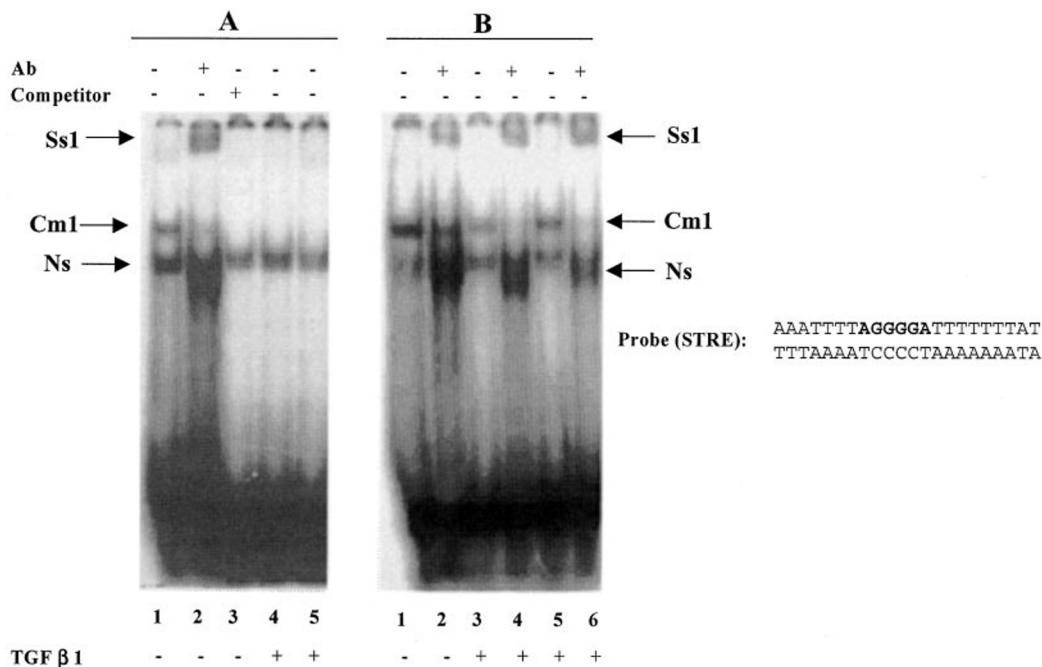 A B
Ab - + - - - - + - + - +
Competitor - - + - - - - - - - -
Ss1 Ss1
Cm1 Cm1
Ns Ns
Probe (STRE): AAATTTTAGGGGATTTTTTTAT
TTTAAAATCCCCTAAAAAAATA
1 2 3 4 5 1 2 3 4 5 6
TGF β 1 - - - + + - - + + + +